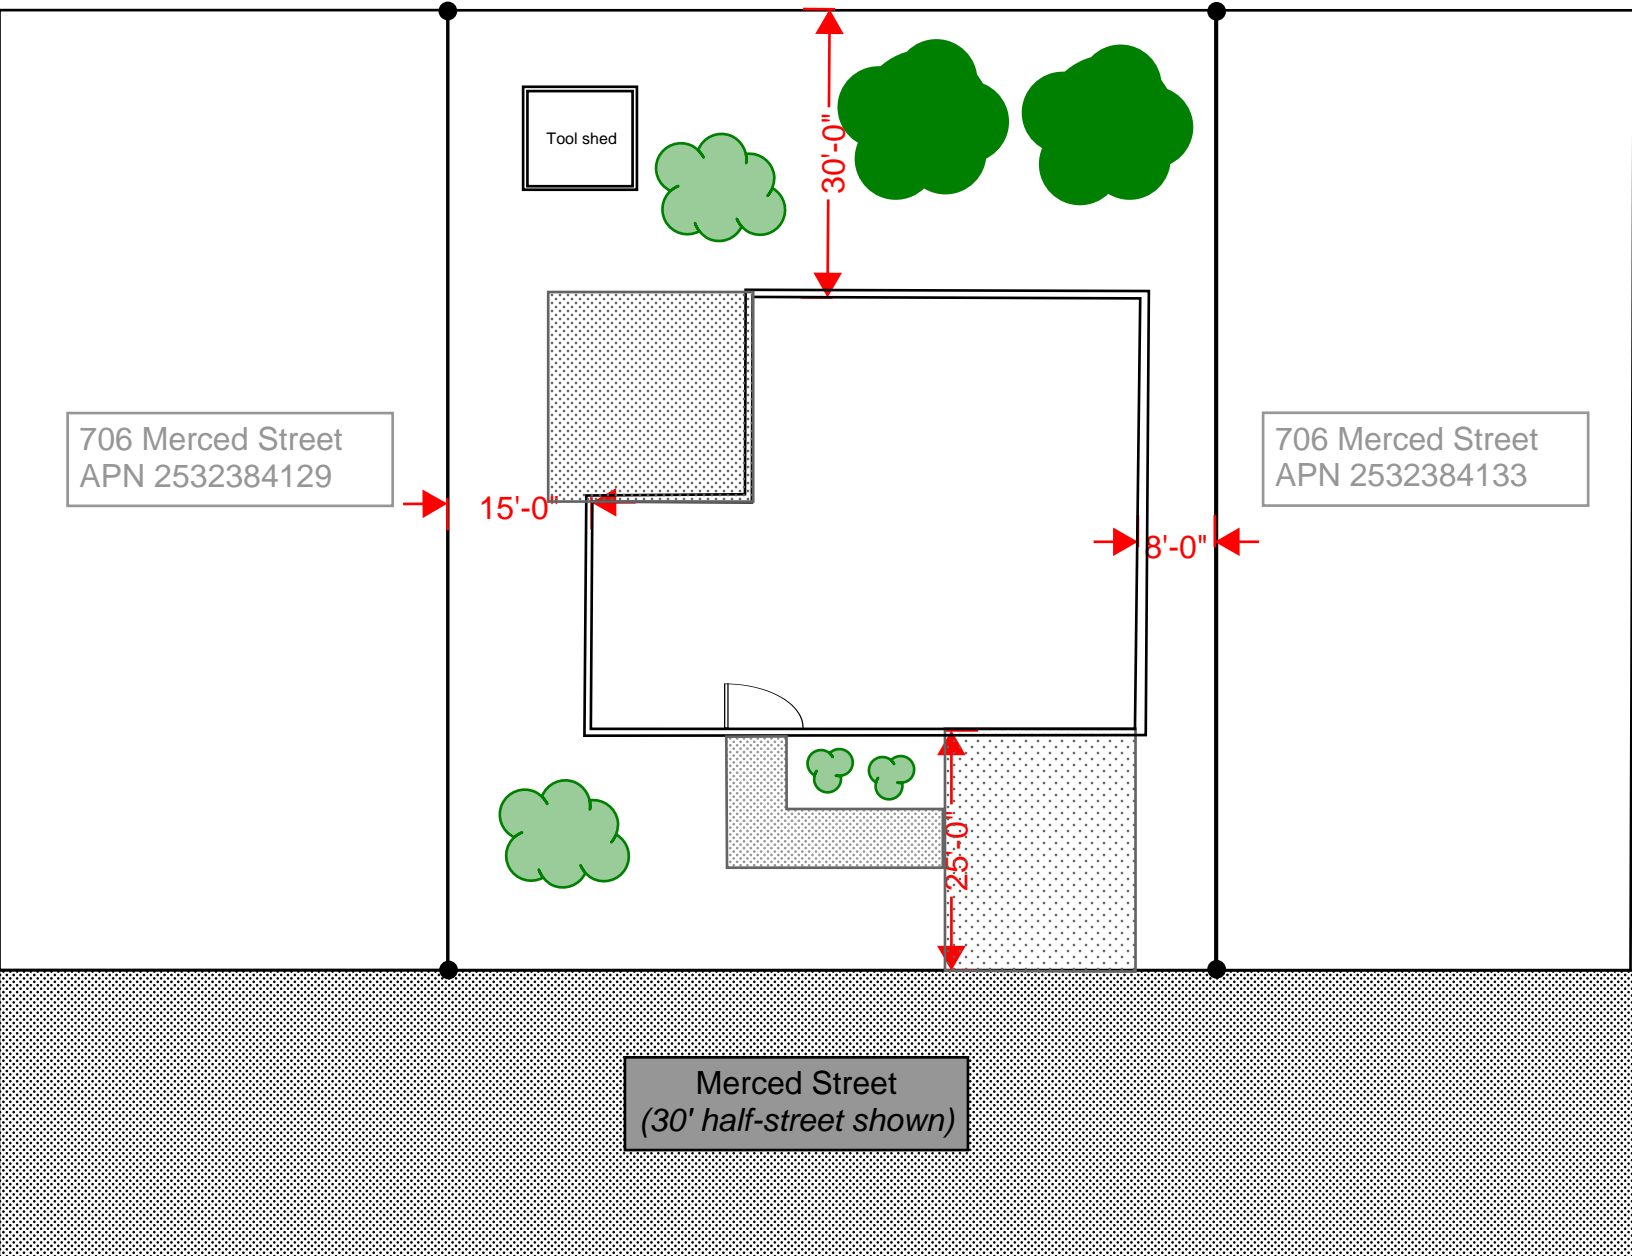 30'-0"
Tool shed
706 Merced Street
APN 2532384129
706 Merced Street
APN 2532384133
15'-0"
8'-0"
25'-0"
Merced Street
(30' half-street shown)